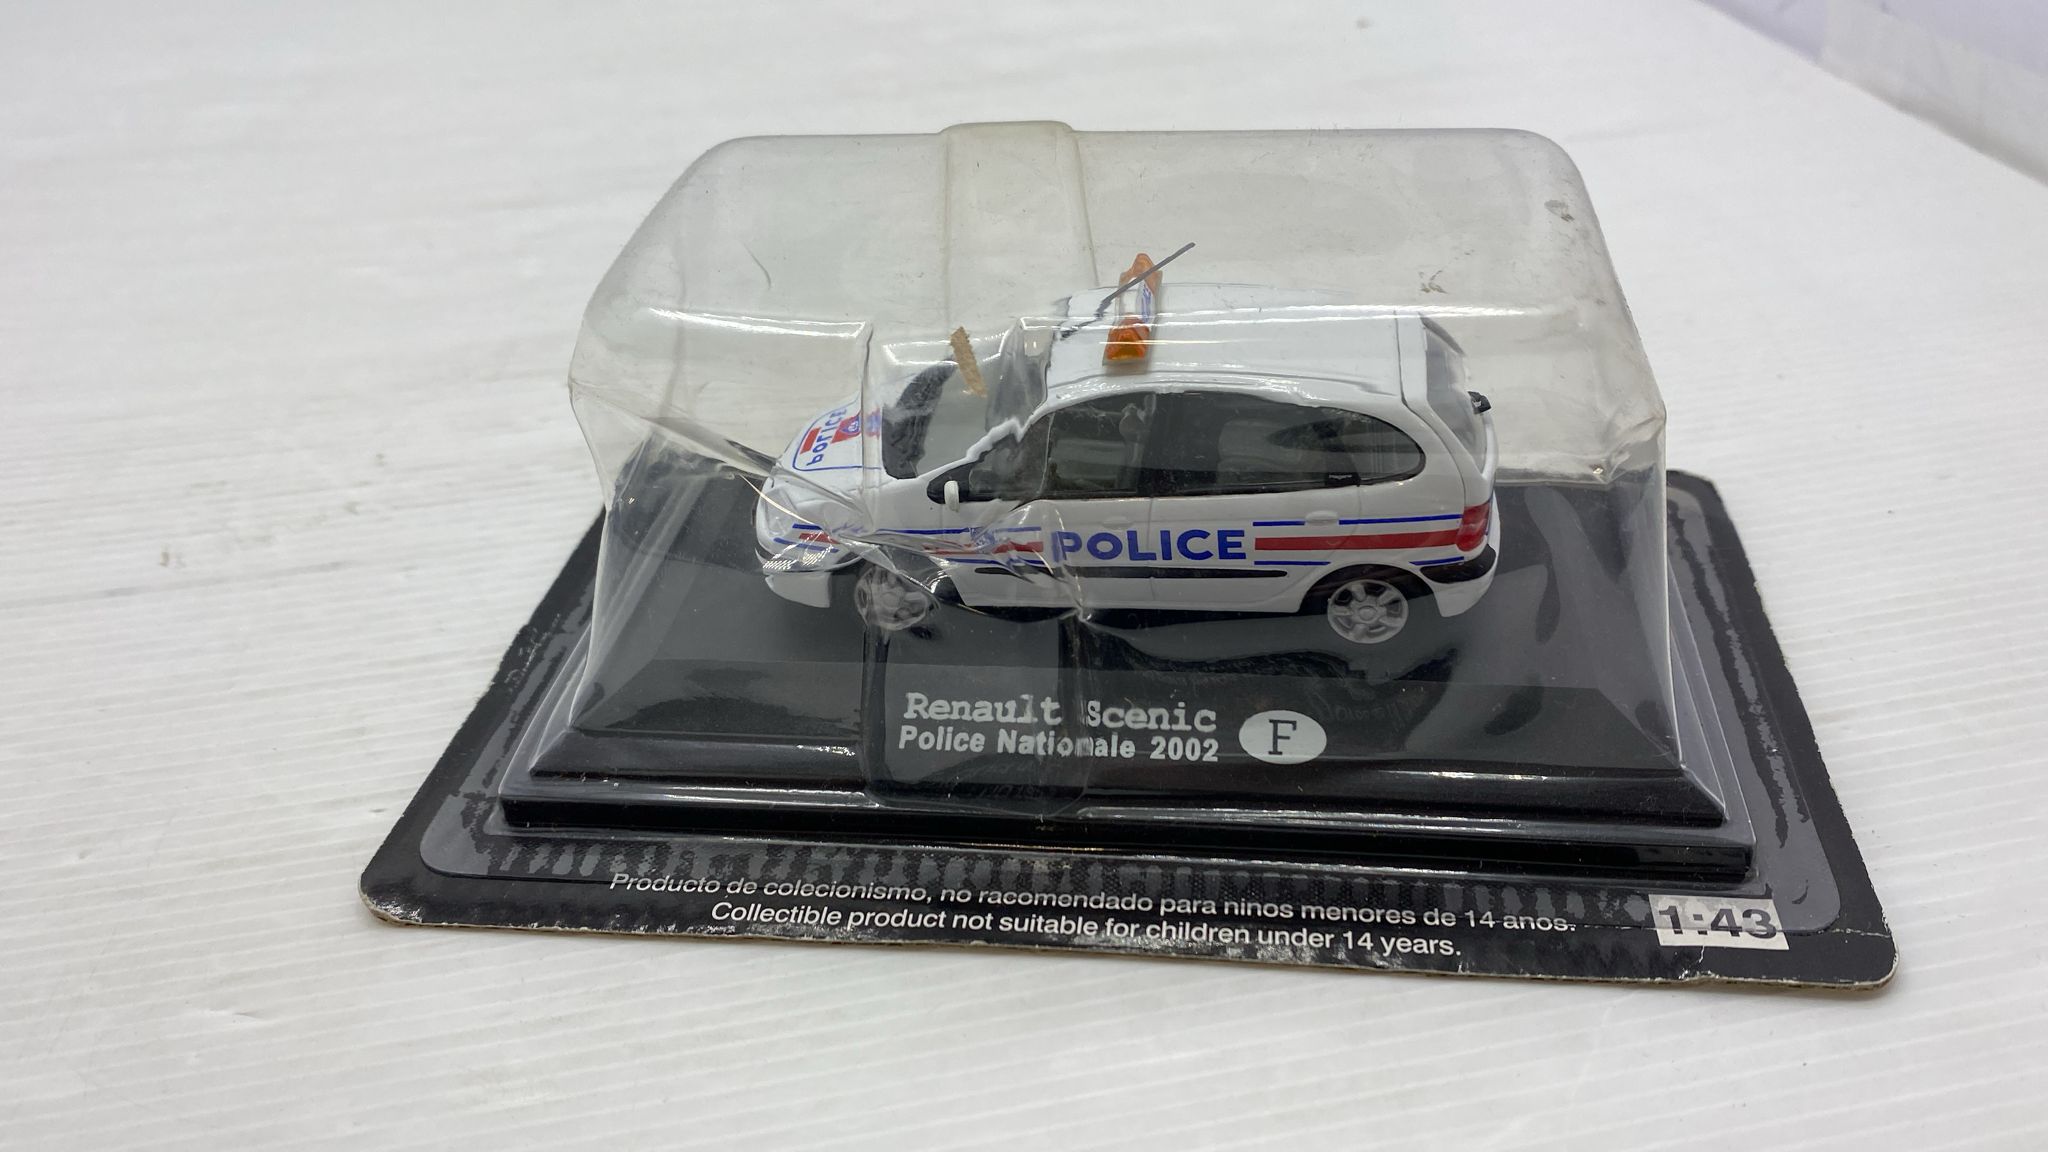 POLICE
POLICE
Renault Scenic
Police Nationale 2002
F
Producto de colecionismo, no racomendado para ninos menores de 14 anos.
Collectible product not suitable for children under 14 years.
1:43